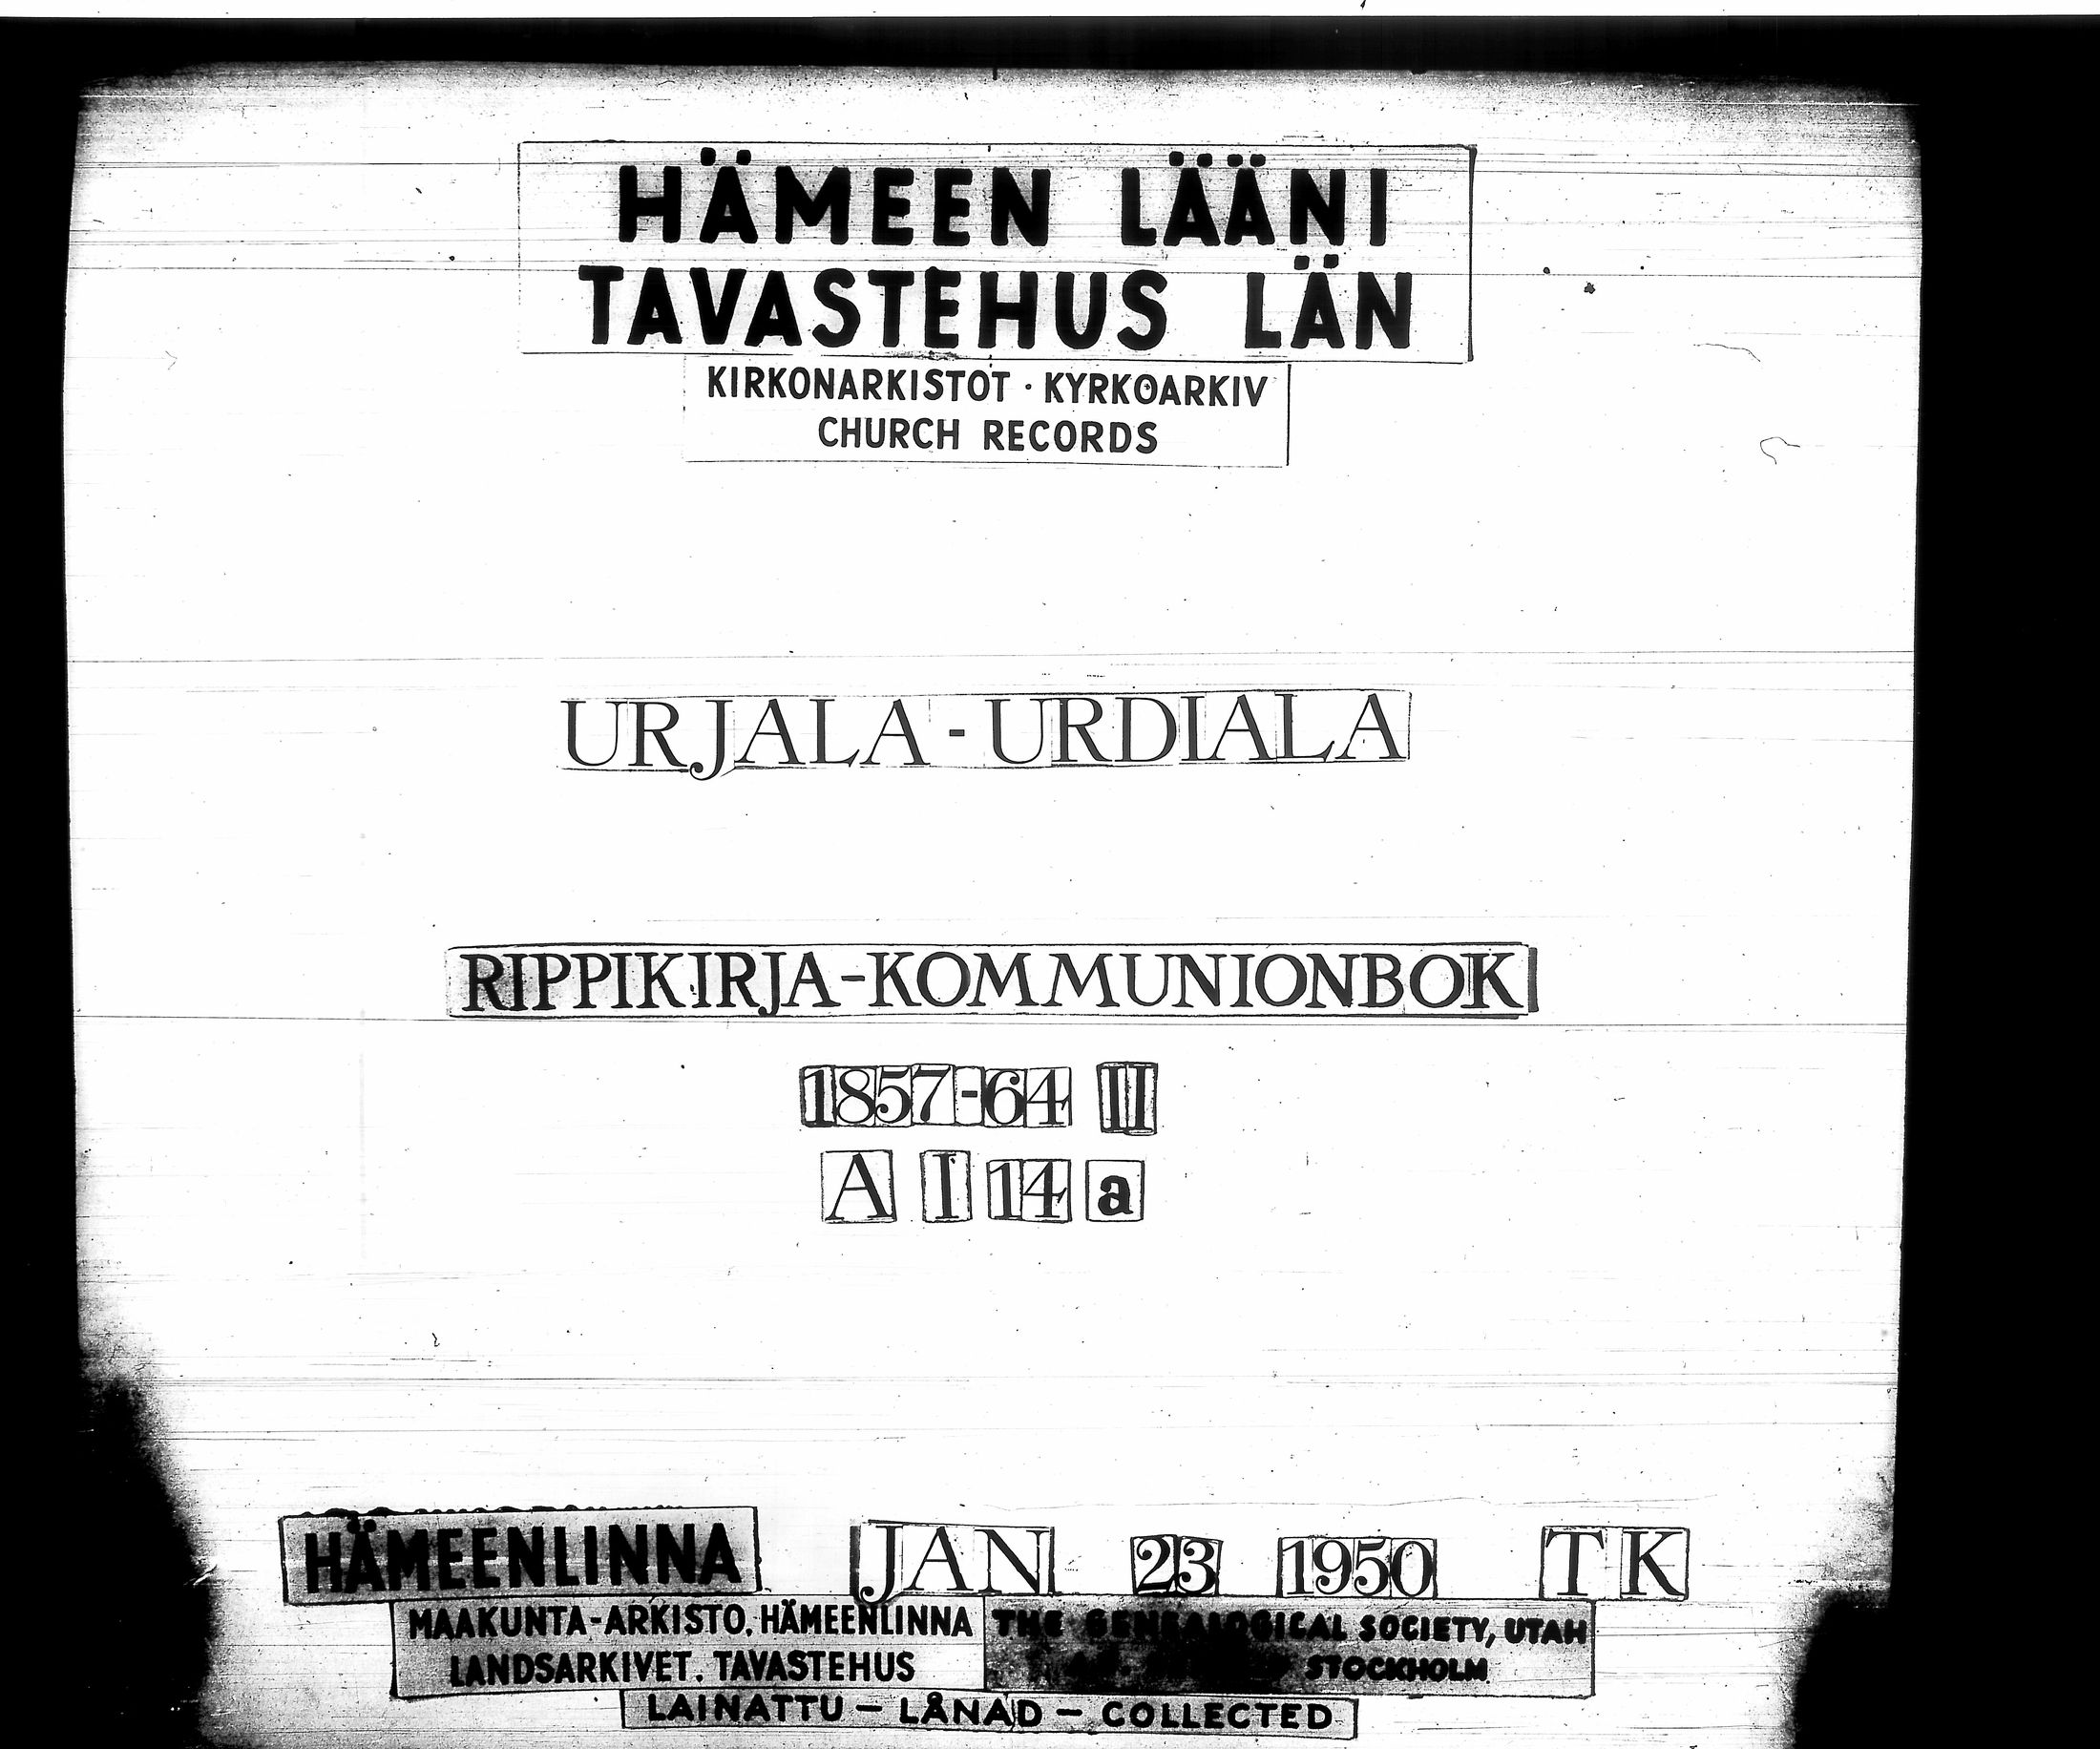 HÄMEEN LÄÄNI
TAVASTEHUS LÄN
KIRKONARKISTOT · KYRKOARKIV
CHURCH RECORDS
URJALA - URDIALA
RIPPIKIRJA-KOMMUNIONBOK
1857-64 II
A I 14 a
HÄMEENLINNA JAN 23 1950 TK
MAAKUNTA-ARKISTO. HÄMEENLINNA
LANDSARKIVET. TAVASTEHUS
THE GENEALOGICAL SOCIETY, UTAH
STOCKHOLM
LAINATTU – LÅNAD – COLLECTED